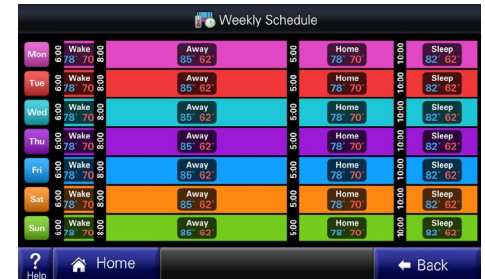 Weekly Schedule
Mon 6:00 Wake 78° 70° 8:00 Away 85° 62° 5:00 Home 78° 70° 10:00 Sleep 82° 62°
Tue 6:00 Wake 78° 70° 8:00 Away 85° 62° 5:00 Home 78° 70° 10:00 Sleep 82° 62°
Wed 6:00 Wake 78° 70° 8:00 Away 85° 62° 5:00 Home 78° 70° 10:00 Sleep 82° 62°
Thu 6:00 Wake 78° 70° 8:00 Away 85° 62° 5:00 Home 78° 70° 10:00 Sleep 82° 62°
Fri 6:00 Wake 78° 70° 8:00 Away 85° 62° 5:00 Home 78° 70° 10:00 Sleep 82° 62°
Sat 6:00 Wake 78° 70° 8:00 Away 85° 62° 5:00 Home 78° 70° 10:00 Sleep 82° 62°
Sun 6:00 Wake 78° 70° 8:00 Away 85° 62° 5:00 Home 78° 70° 10:00 Sleep 82° 62°
? Help Home Back